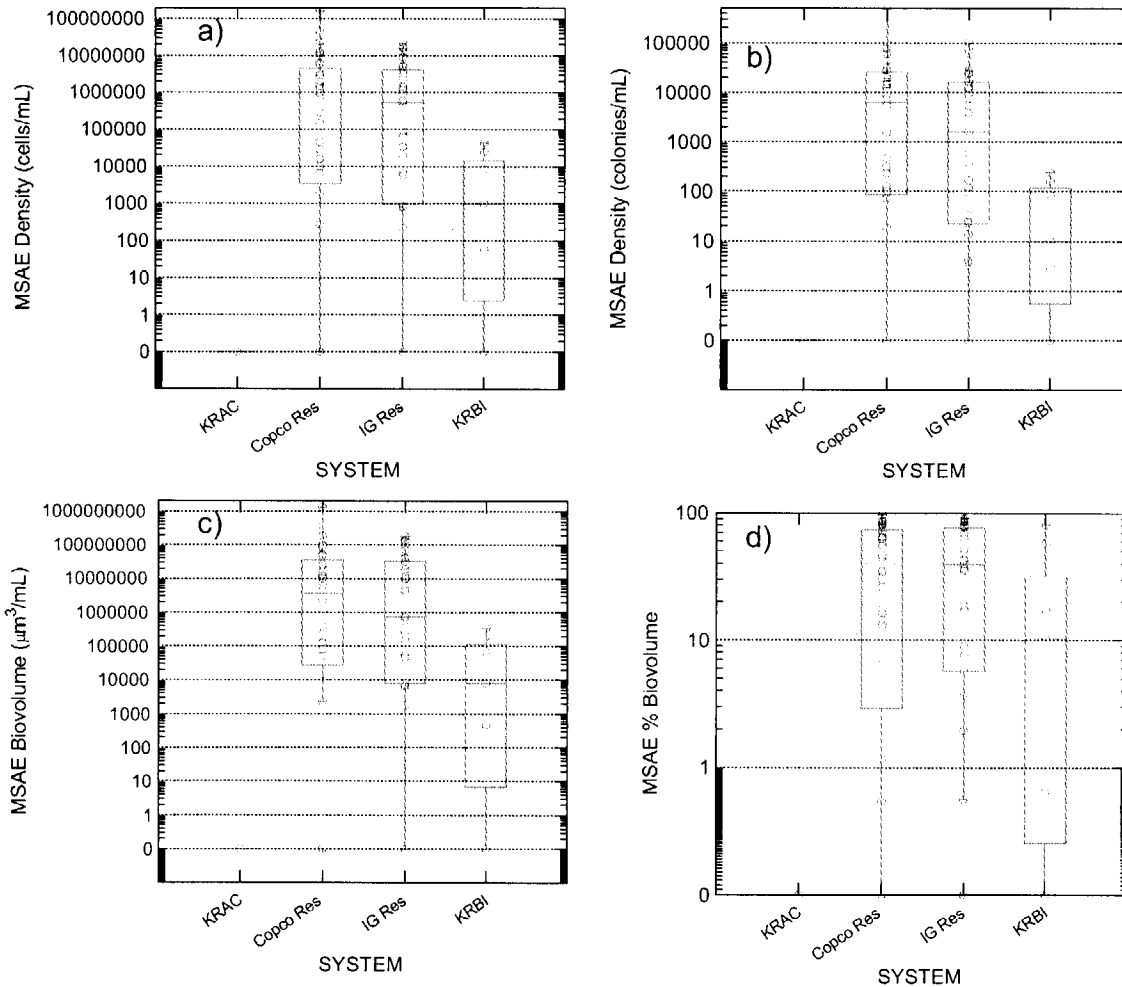 a)
MSAE Density (cells/mL)
100000000
10000000
1000000
100000
10000
1000
100
10
1
0
KRAC
Copco Res
IG Res
KRBI
SYSTEM
b)
MSAE Density (colonies/mL)
100000
10000
1000
100
10
1
0
KRAC
Copco Res
IG Res
KRBI
SYSTEM
c)
MSAE Biovolume (μm³/mL)
1000000000
100000000
10000000
1000000
100000
10000
1000
100
10
1
0
KRAC
Copco Res
IG Res
KRBI
SYSTEM
d)
MSAE % Biovolume
100
10
1
0
KRAC
Copco Res
IG Res
KRBI
SYSTEM